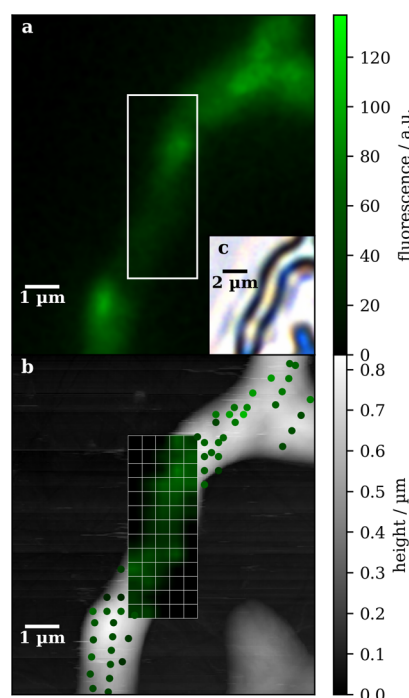 a
120
100
80
60
40
20
0
fluorescence / a.u.
1 μm
c
2 μm
b
0.8
0.7
0.6
0.5
0.4
0.3
0.2
0.1
0.0
height / μm
1 μm